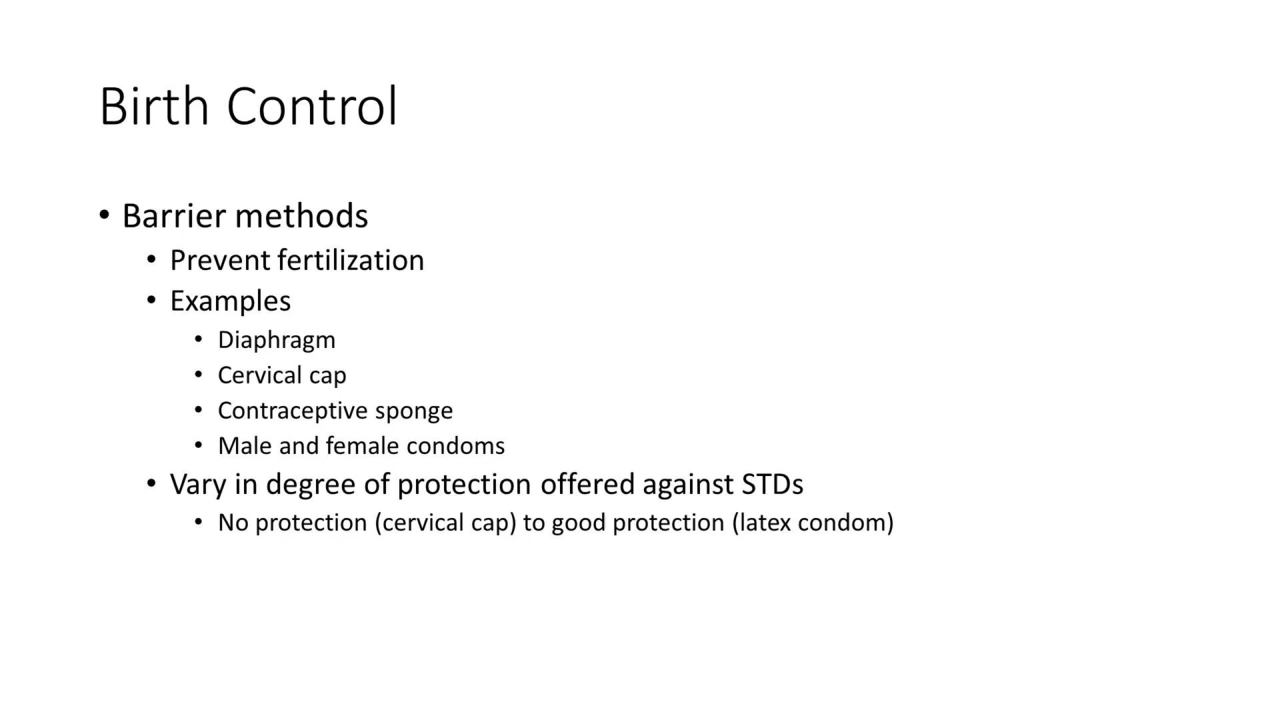 Birth Control
• Barrier methods
• Prevent fertilization
• Examples
• Diaphragm
• Cervical cap
• Contraceptive sponge
• Male and female condoms
• Vary in degree of protection offered against STDs
• No protection (cervical cap) to good protection (latex condom)